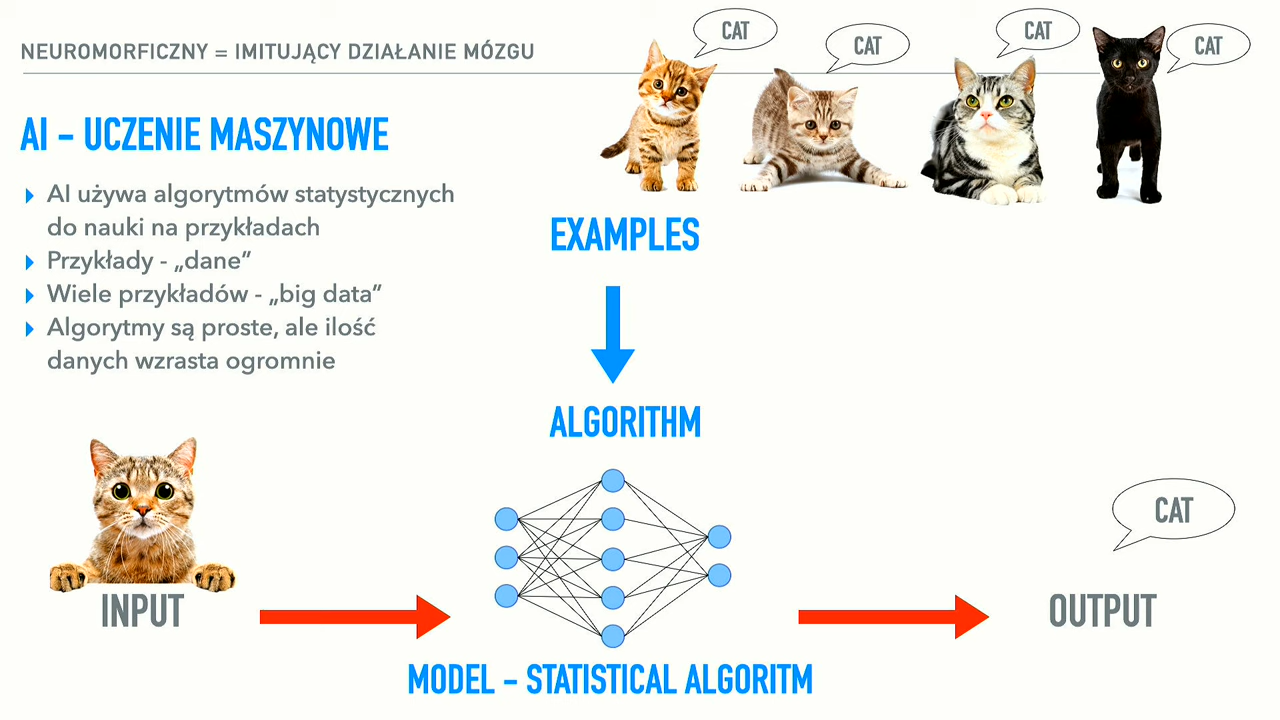 NEUROMORFICZNY = IMITUJĄCY DZIAŁANIE MÓZGU
CAT
CAT
CAT
CAT
AI – UCZENIE MASZYNOWE
AI używa algorytmów statystycznych
do nauki na przykładach
Przykłady - „dane”
Wiele przykładów - „big data”
Algorytmy są proste, ale ilość
danych wzrasta ogromnie
EXAMPLES
ALGORITHM
CAT
INPUT
OUTPUT
MODEL – STATISTICAL ALGORITM